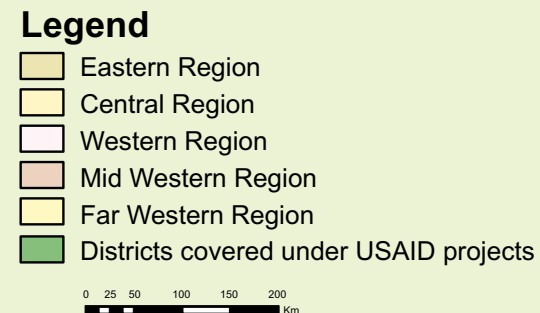 Legend
Eastern Region
Central Region
Western Region
Mid Western Region
Far Western Region
Districts covered under USAID projects
0 25 50 100 150 200
Km